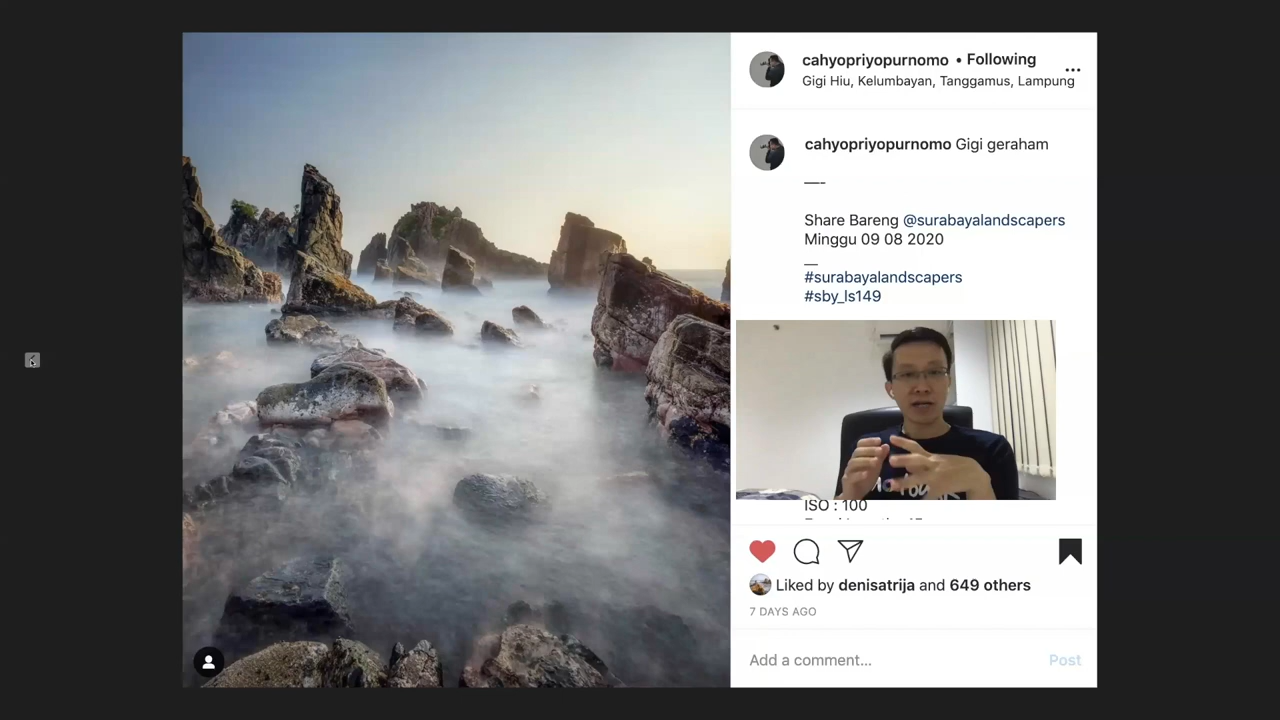 cahyopriyopurnomo • Following
Gigi Hiu, Kelumbayan, Tanggamus, Lampung
cahyopriyopurnomo Gigi geraham
—-
Share Bareng @surabayalandscapers
Minggu 09 08 2020
__
#surabayalandscapers
#sby_ls149
ISO : 100
Liked by denisatrija and 649 others
7 DAYS AGO
Add a comment... Post